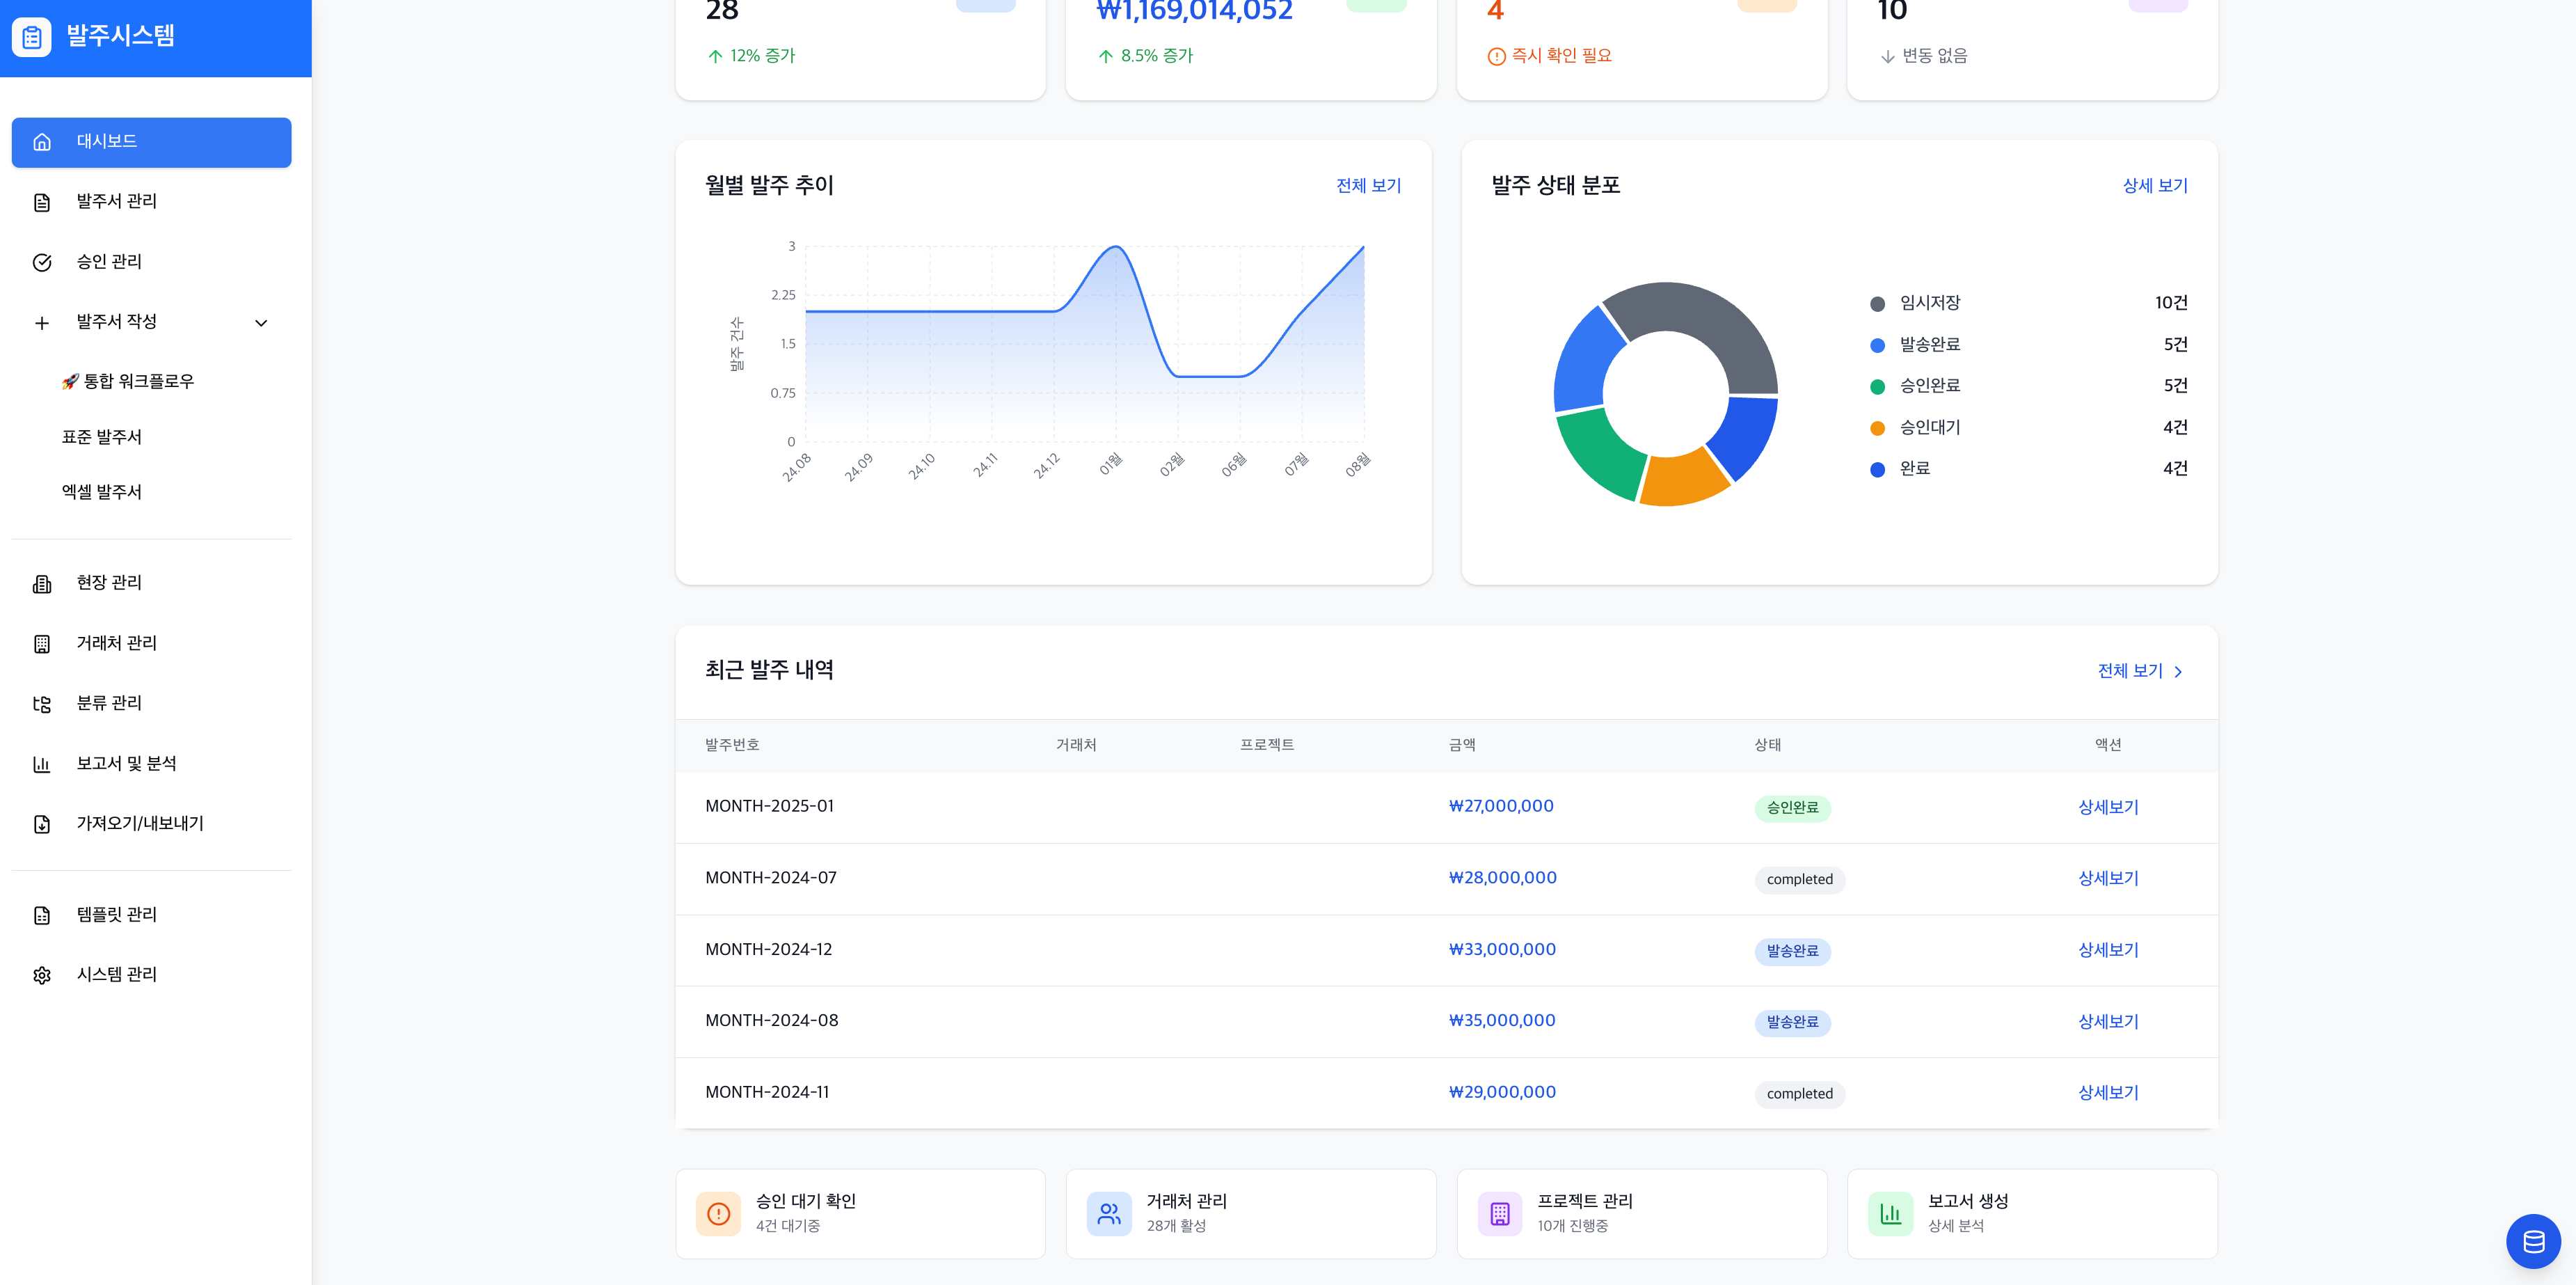 발주시스템
대시보드
발주서 관리
승인 관리
발주서 작성
🚀 통합 워크플로우
표준 발주서
엑셀 발주서
현장 관리
거래처 관리
분류 관리
보고서 및 분석
가져오기/내보내기
템플릿 관리
시스템 관리
28
12% 증가
₩1,169,014,052
8.5% 증가
4
즉시 확인 필요
10
변동 없음
월별 발주 추이
전체 보기
발주 건수
3
2.25
1.5
0.75
0
24.08
24.09
24.10
24.11
24.12
01월
02월
06월
07월
08월
발주 상태 분포
상세 보기
임시저장 10건
발송완료 5건
승인완료 5건
승인대기 4건
완료 4건
최근 발주 내역
전체 보기
발주번호 거래처 프로젝트 금액 상태 액션
MONTH-2025-01 ₩27,000,000 승인완료 상세보기
MONTH-2024-07 ₩28,000,000 completed 상세보기
MONTH-2024-12 ₩33,000,000 발송완료 상세보기
MONTH-2024-08 ₩35,000,000 발송완료 상세보기
MONTH-2024-11 ₩29,000,000 completed 상세보기
승인 대기 확인
4건 대기중
거래처 관리
28개 활성
프로젝트 관리
10개 진행중
보고서 생성
상세 분석